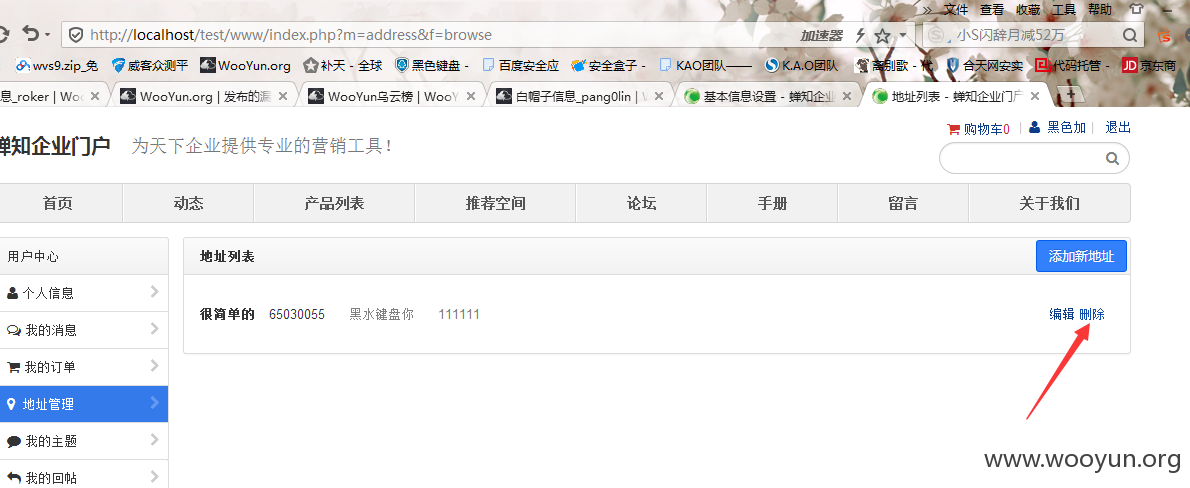 文件 查看 收藏 工具 帮助
http://localhost/test/www/index.php?m=address&f=browse 加速器 小S闪辞月减52万
wvs9.zip_免 威客众测平 WooYun.org 补天 - 全球 黑色键盘 - 百度安全应 安全盒子 - KAO团队—— K.A.O团队 离别歌 - 代 合天网安实 代码托管 - 京东商
息_roker | Woo WooYun.org | 发布的漏 WooYun乌云榜 | WooY 白帽子信息_pang0lin | W 基本信息设置 - 蝉知企业 地址列表 - 蝉知企业门户
购物车0 黑色加 退出
蝉知企业门户 为天下企业提供专业的营销工具！
首页 动态 产品列表 推荐空间 论坛 手册 留言 关于我们
用户中心
个人信息
我的消息
我的订单
地址管理
我的主题
我的回帖
地址列表 添加新地址
很简单的 65030055 黑水键盘你 111111 编辑 删除
www.wooyun.org